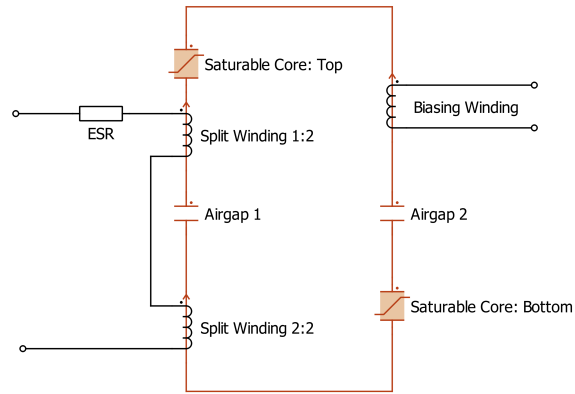 Saturable Core: Top
Biasing Winding
ESR
Split Winding 1:2
Airgap 1
Airgap 2
Saturable Core: Bottom
Split Winding 2:2